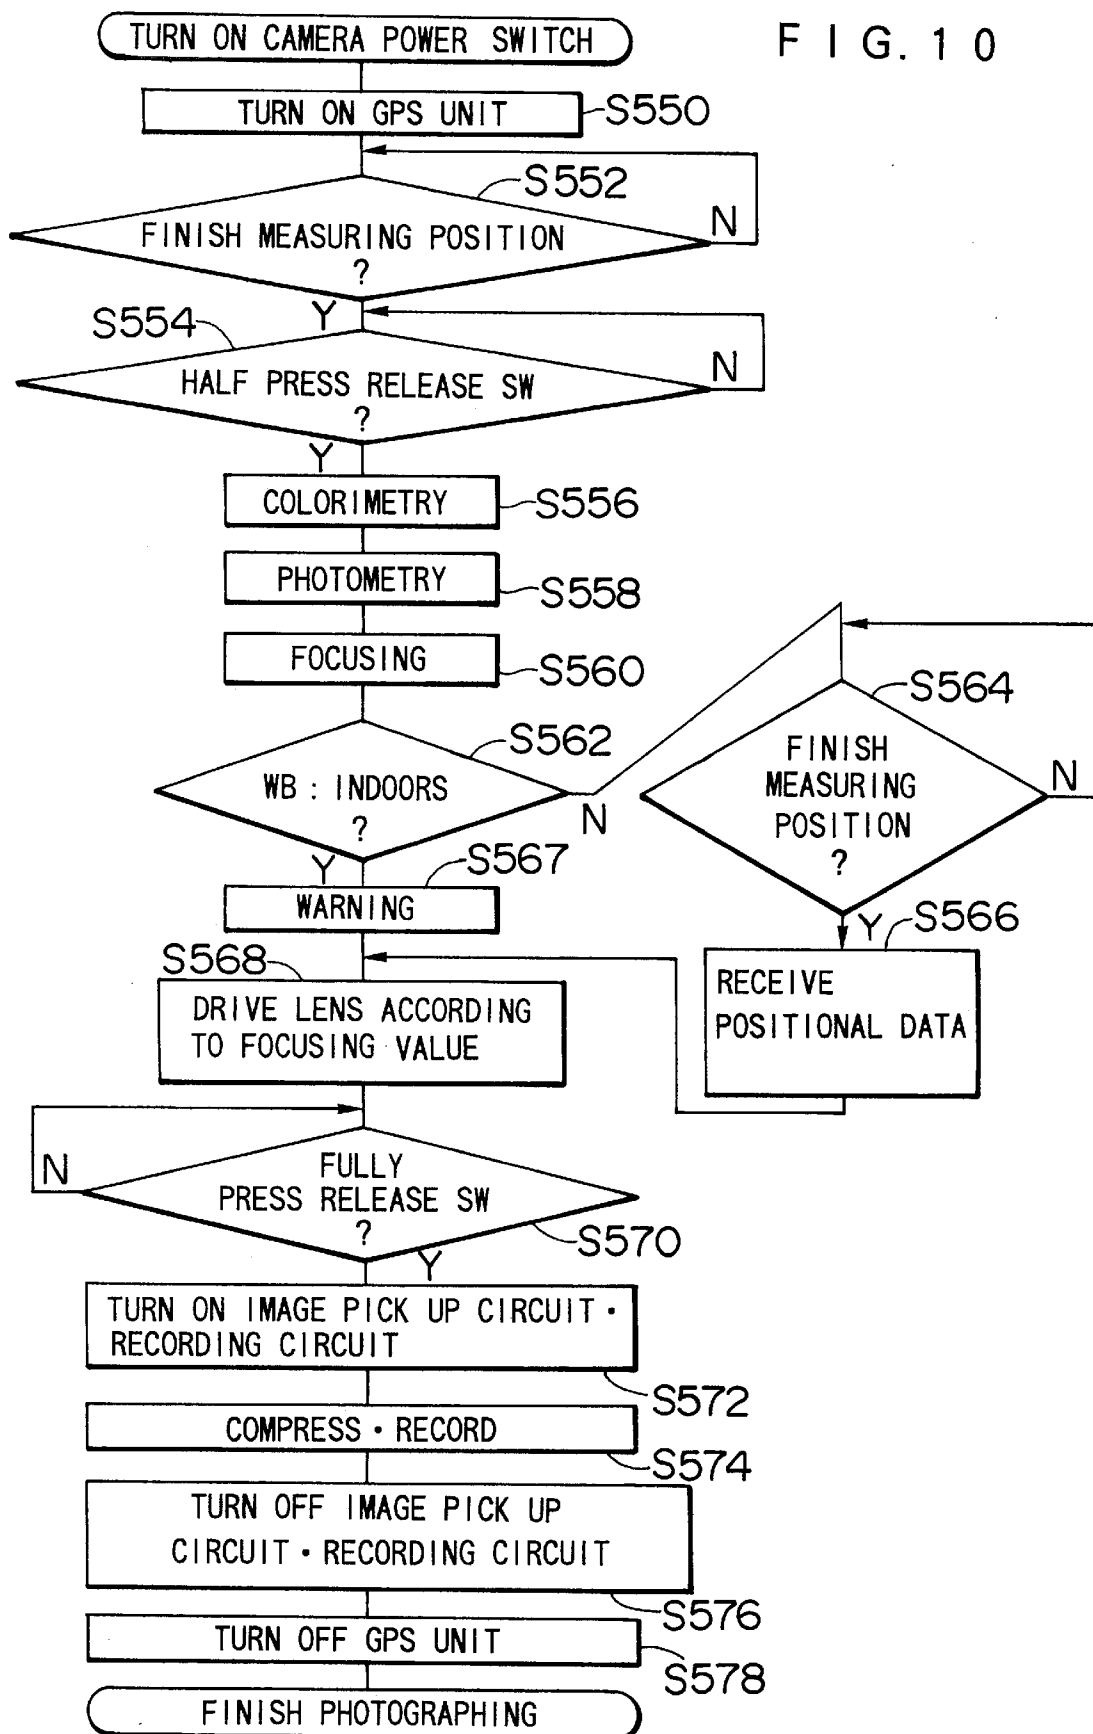 FIG. 10
TURN ON CAMERA POWER SWITCH
TURN ON GPS UNIT
S550
S552
FINISH MEASURING POSITION
?
N
Y
S554
HALF PRESS RELEASE SW
?
N
Y
COLORIMETRY
S556
PHOTOMETRY
S558
FOCUSING
S560
S562
WB : INDOORS
?
N
Y
S564
FINISH
MEASURING
POSITION
?
N
Y
S566
RECEIVE
POSITIONAL DATA
S567
WARNING
S568
DRIVE LENS ACCORDING
TO FOCUSING VALUE
FULLY
PRESS RELEASE SW
?
N
S570
Y
TURN ON IMAGE PICK UP CIRCUIT・
RECORDING CIRCUIT
S572
COMPRESS・RECORD
S574
TURN OFF IMAGE PICK UP
CIRCUIT・RECORDING CIRCUIT
S576
TURN OFF GPS UNIT
S578
FINISH PHOTOGRAPHING